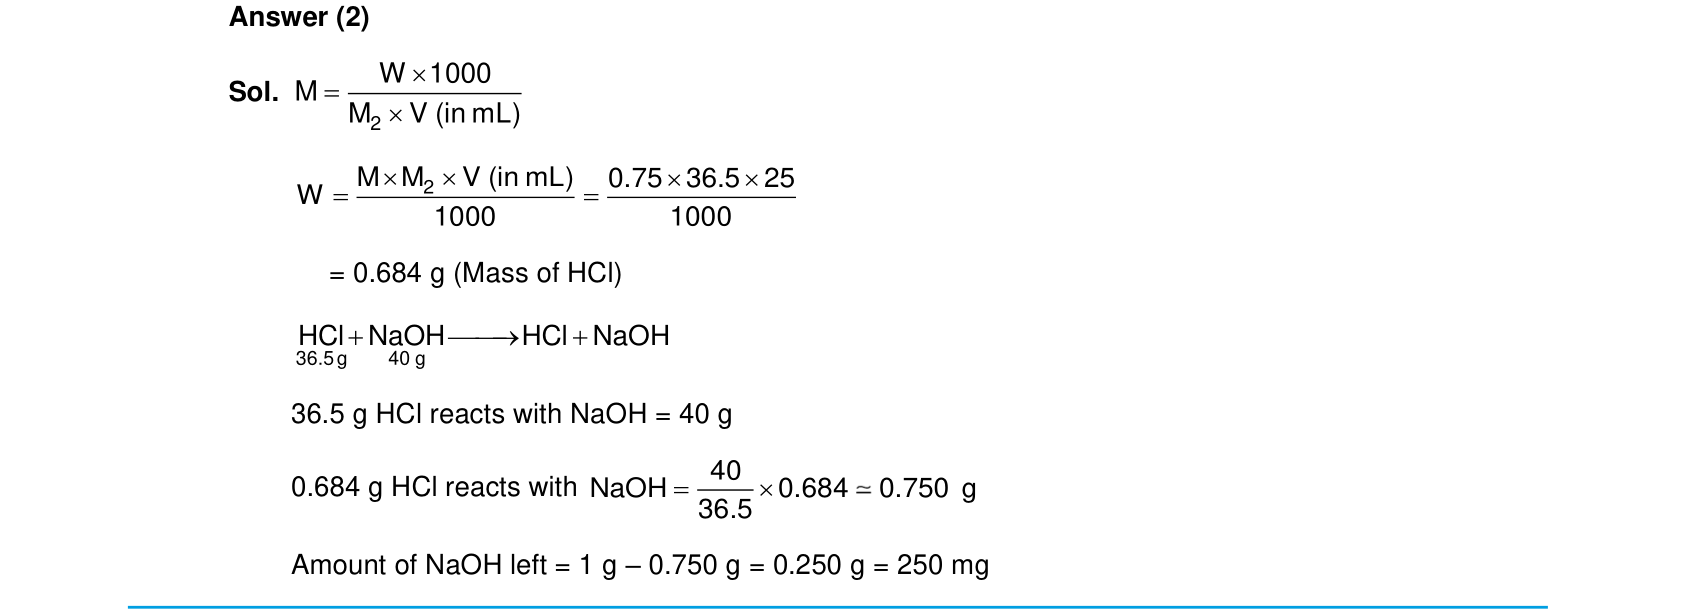 Answer (2)
Sol. M = W × 1000 / M₂ × V (in mL)
W = M × M₂ × V (in mL) / 1000 = 0.75 × 36.5 × 25 / 1000
= 0.684 g (Mass of HCl)
HCl + NaOH ⟶ HCl + NaOH
36.5 g 40 g
36.5 g HCl reacts with NaOH = 40 g
0.684 g HCl reacts with NaOH = 40 / 36.5 × 0.684 ≃ 0.750 g
Amount of NaOH left = 1 g – 0.750 g = 0.250 g = 250 mg